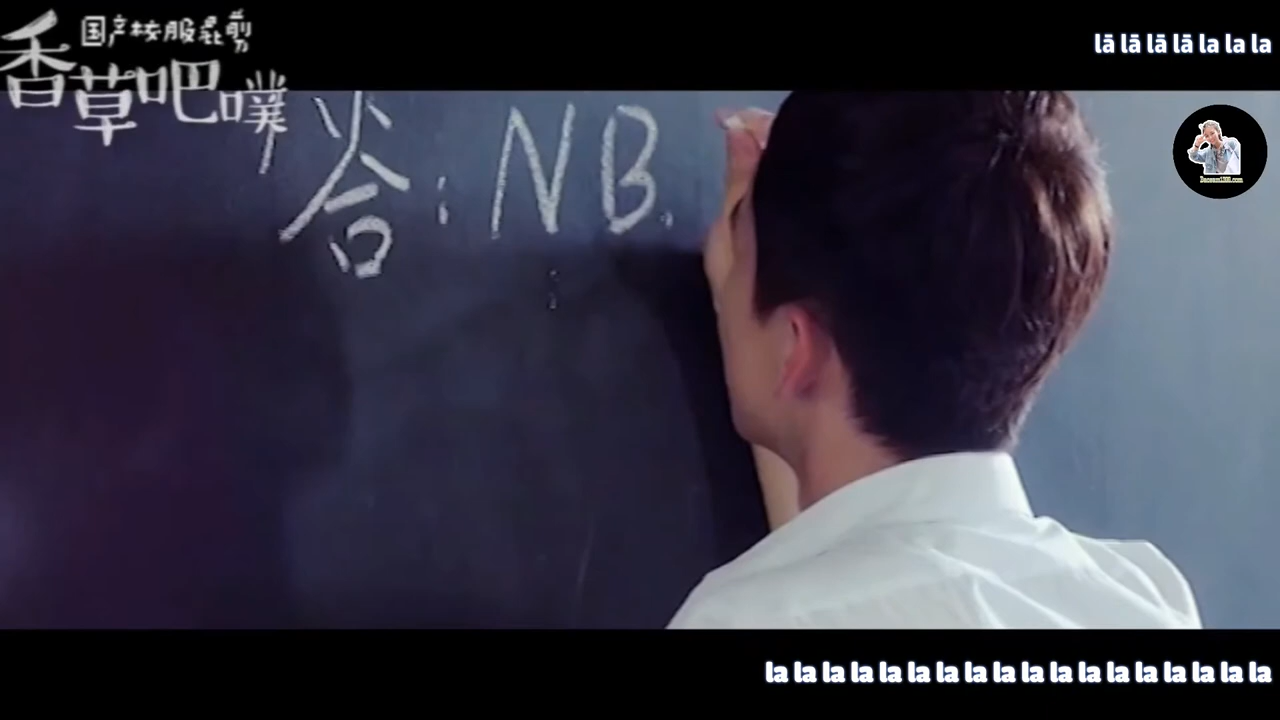 国产校服混剪
香草吧噗
lā lā lā lā la la la
答：NB.
la la la la la la la la la la la la la la la la la la